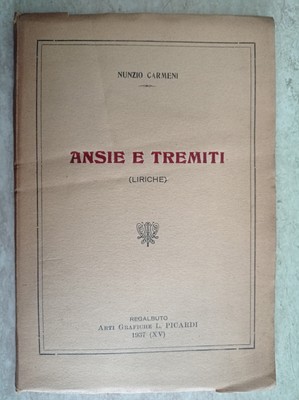 NUNZIO CARMENI
ANSIE E TREMITI
(LIRICHE)
REGALBUTO
ARTI GRAFICHE L. PICARDI
1937 (XV)